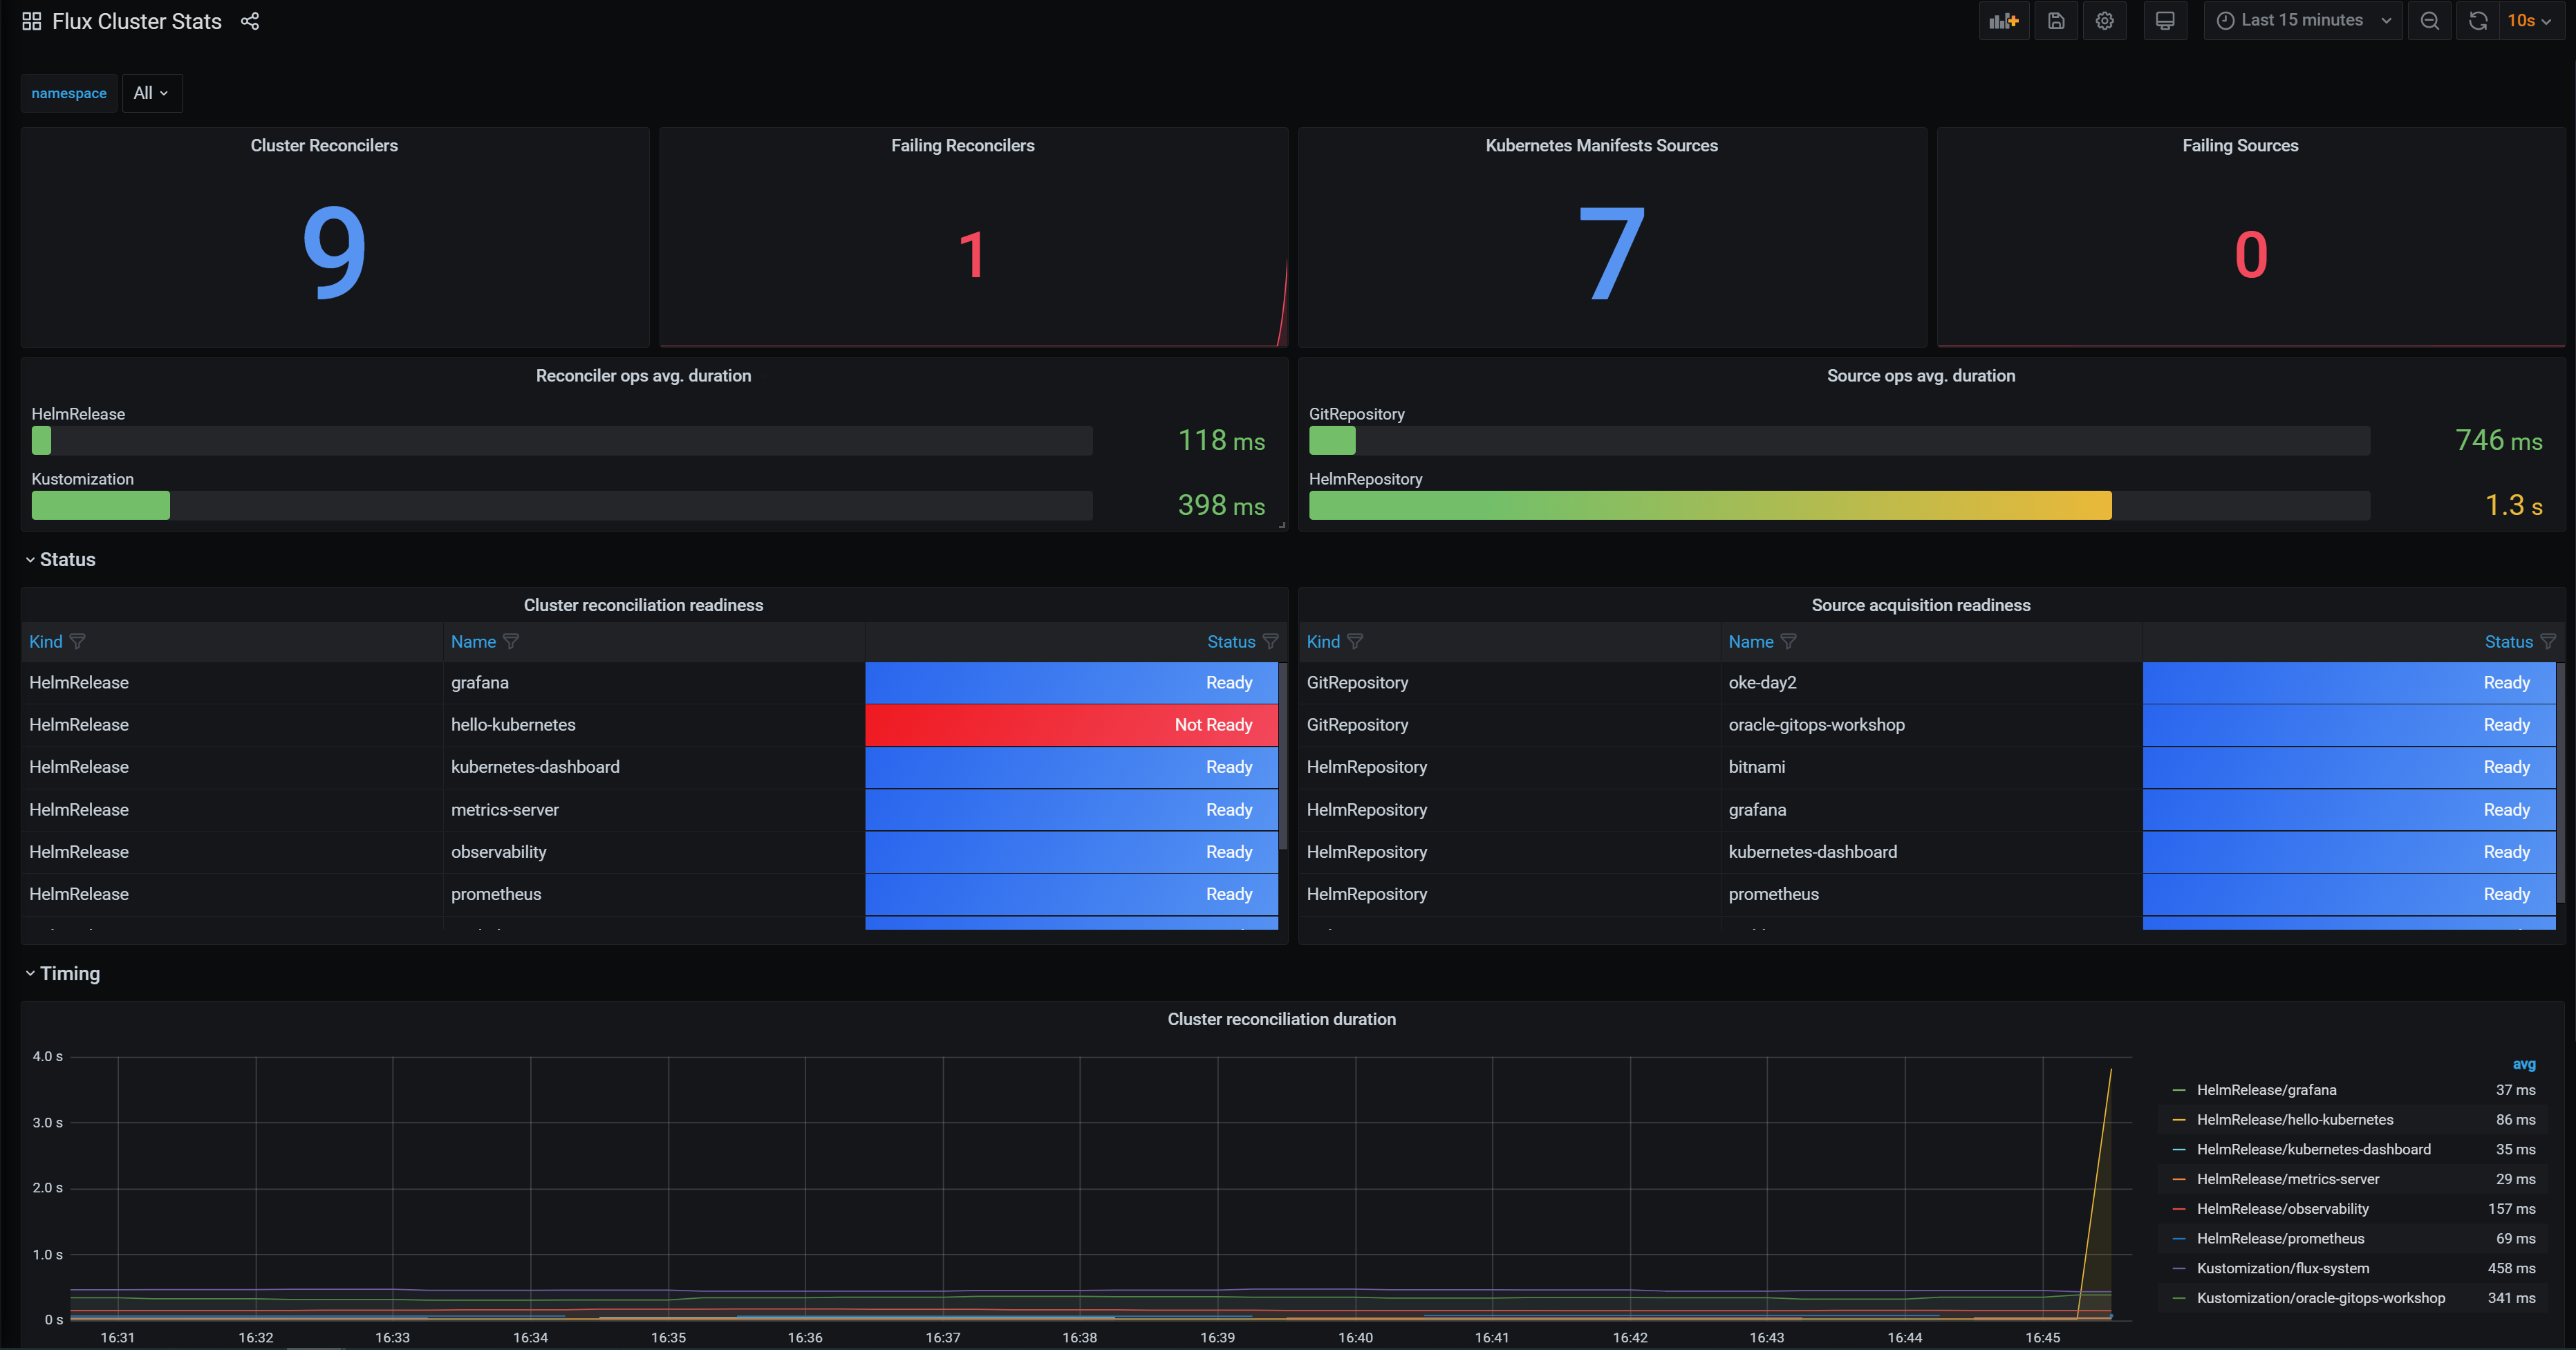 Flux Cluster Stats
Last 15 minutes
10s
namespace All
Cluster Reconcilers
9
Failing Reconcilers
1
Kubernetes Manifests Sources
7
Failing Sources
0
Reconciler ops avg. duration
HelmRelease
118 ms
Kustomization
398 ms
Source ops avg. duration
GitRepository
746 ms
HelmRepository
1.3 s
Status
Cluster reconciliation readiness
Kind Name Status
HelmRelease grafana Ready
HelmRelease hello-kubernetes Not Ready
HelmRelease kubernetes-dashboard Ready
HelmRelease metrics-server Ready
HelmRelease observability Ready
HelmRelease prometheus Ready
Source acquisition readiness
Kind Name Status
GitRepository oke-day2 Ready
GitRepository oracle-gitops-workshop Ready
HelmRepository bitnami Ready
HelmRepository grafana Ready
HelmRepository kubernetes-dashboard Ready
HelmRepository prometheus Ready
Timing
Cluster reconciliation duration
4.0 s
3.0 s
2.0 s
1.0 s
0 s
16:31 16:32 16:33 16:34 16:35 16:36 16:37 16:38 16:39 16:40 16:41 16:42 16:43 16:44 16:45
avg
HelmRelease/grafana 37 ms
HelmRelease/hello-kubernetes 86 ms
HelmRelease/kubernetes-dashboard 35 ms
HelmRelease/metrics-server 29 ms
HelmRelease/observability 157 ms
HelmRelease/prometheus 69 ms
Kustomization/flux-system 458 ms
Kustomization/oracle-gitops-workshop 341 ms